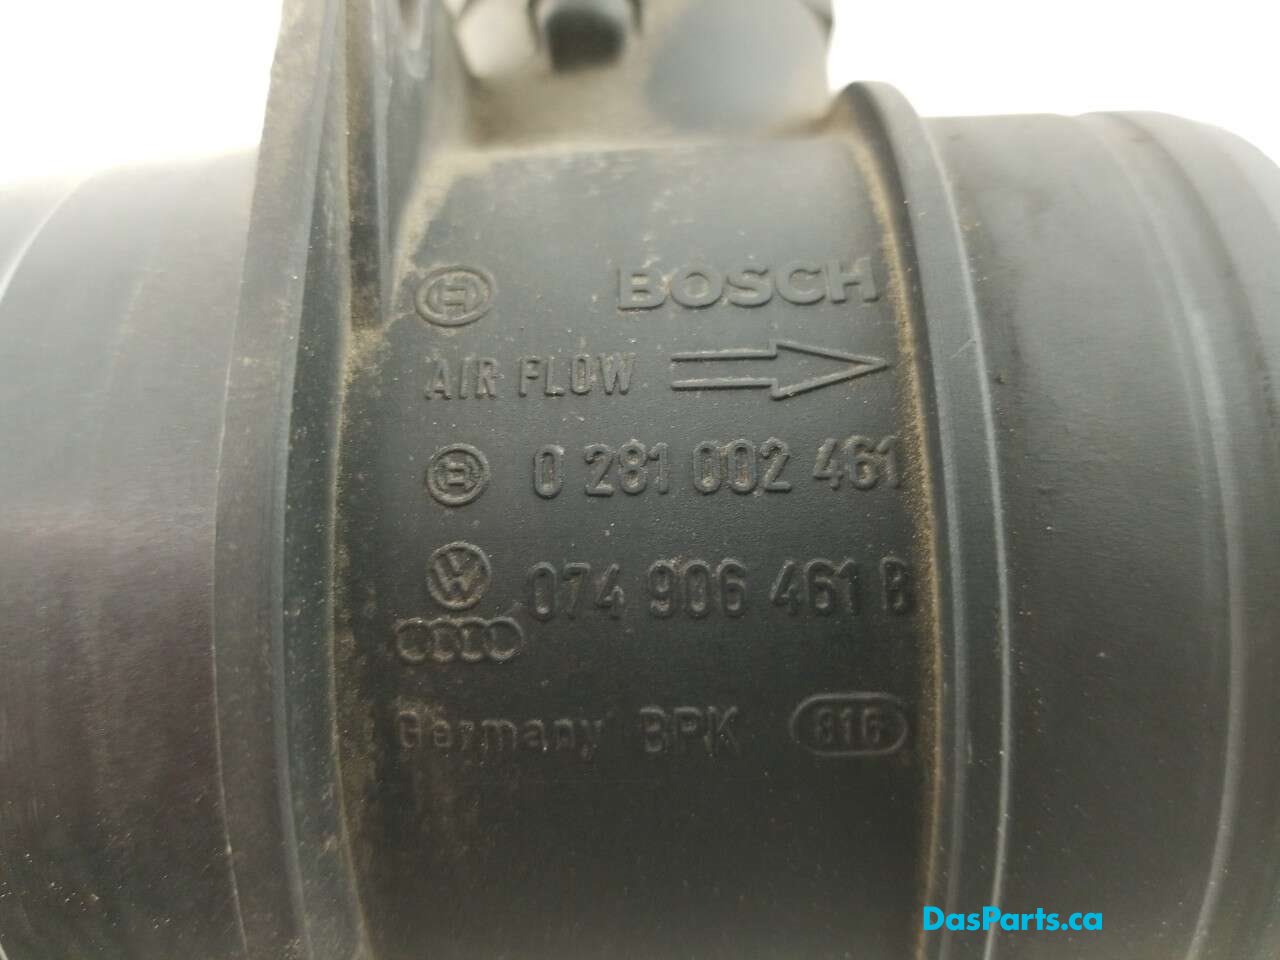 BOSCH
AIR FLOW
0 281 002 461
074 906 461 B
Germany BPK 816
DasParts.ca